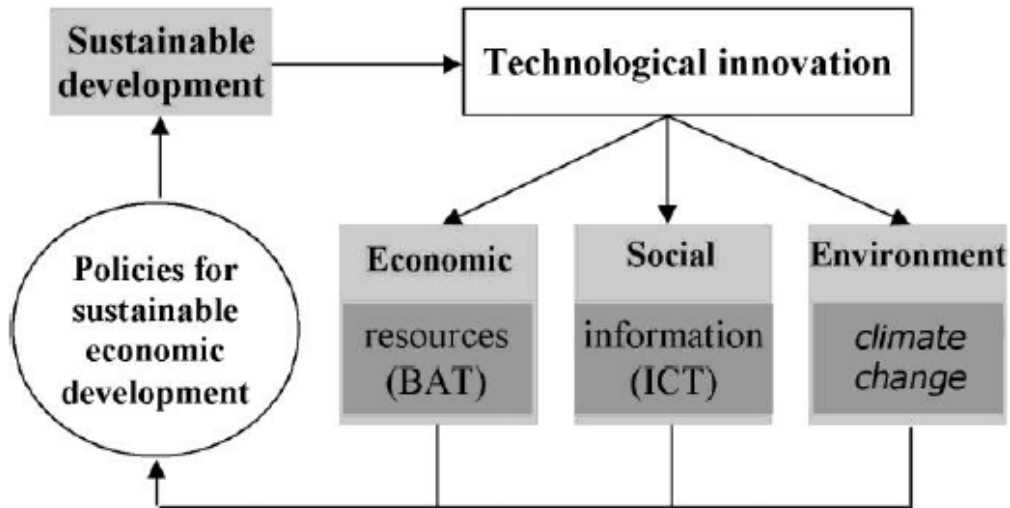 Sustainable
development
Technological innovation
Policies for
sustainable
economic
development
Economic
resources
(BAT)
Social
information
(ICT)
Environment
climate
change